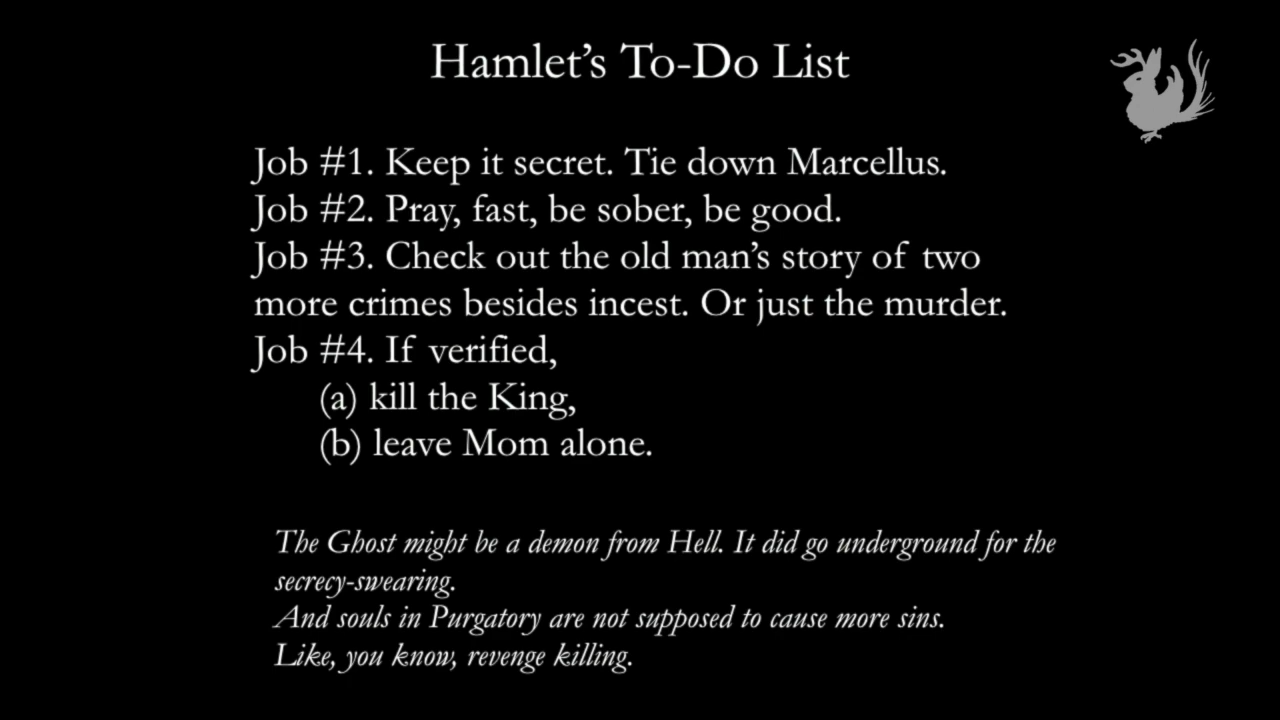 Hamlet’s To-Do List
Job #1. Keep it secret. Tie down Marcellus.
Job #2. Pray, fast, be sober, be good.
Job #3. Check out the old man’s story of two
more crimes besides incest. Or just the murder.
Job #4. If verified,
(a) kill the King,
(b) leave Mom alone.
The Ghost might be a demon from Hell. It did go underground for the
secrecy-swearing.
And souls in Purgatory are not supposed to cause more sins.
Like, you know, revenge killing.